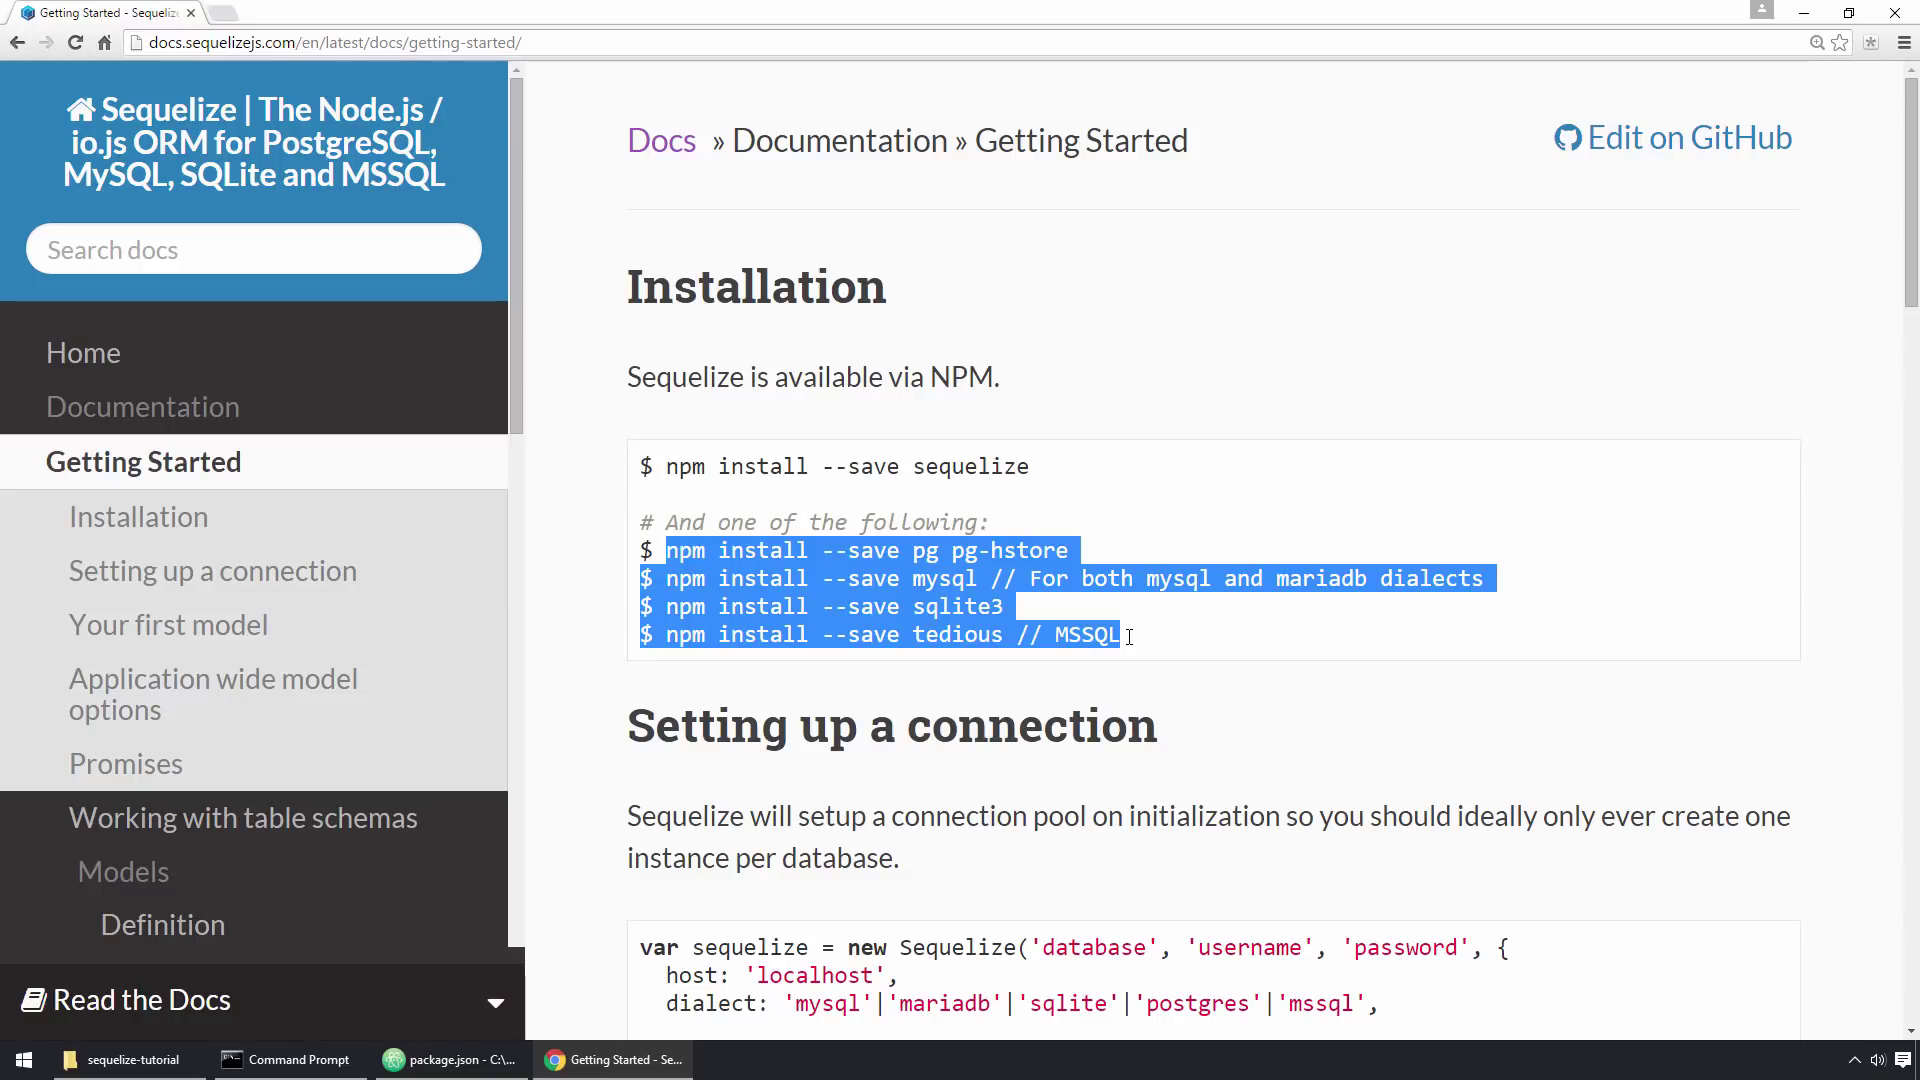 Getting Started - Sequelize
docs.sequelizejs.com/en/latest/docs/getting-started/
Sequelize | The Node.js /
io.js ORM for PostgreSQL,
MySQL, SQLite and MSSQL
Search docs
Home
Documentation
Getting Started
Installation
Setting up a connection
Your first model
Application wide model
options
Promises
Working with table schemas
Models
Definition
Read the Docs
Docs » Documentation » Getting Started
Edit on GitHub
Installation
Sequelize is available via NPM.
$ npm install --save sequelize
# And one of the following:
$ npm install --save pg pg-hstore
$ npm install --save mysql // For both mysql and mariadb dialects
$ npm install --save sqlite3
$ npm install --save tedious // MSSQL
Setting up a connection
Sequelize will setup a connection pool on initialization so you should ideally only ever create one
instance per database.
var sequelize = new Sequelize('database', 'username', 'password', {
host: 'localhost',
dialect: 'mysql'|'mariadb'|'sqlite'|'postgres'|'mssql',
sequelize-tutorial
Command Prompt
package.json - C:\...
Getting Started - Se...